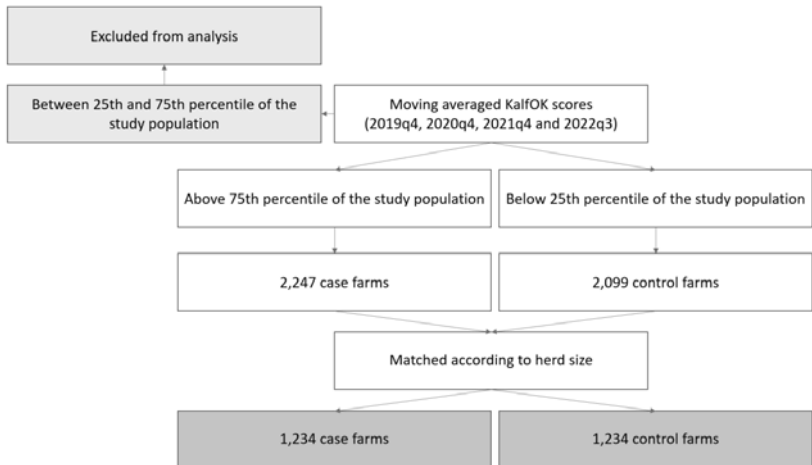 Excluded from analysis
Between 25th and 75th percentile of the
study population
Moving averaged KalfOK scores
(2019q4, 2020q4, 2021q4 and 2022q3)
Above 75th percentile of the study population
Below 25th percentile of the study population
2,247 case farms
2,099 control farms
Matched according to herd size
1,234 case farms
1,234 control farms